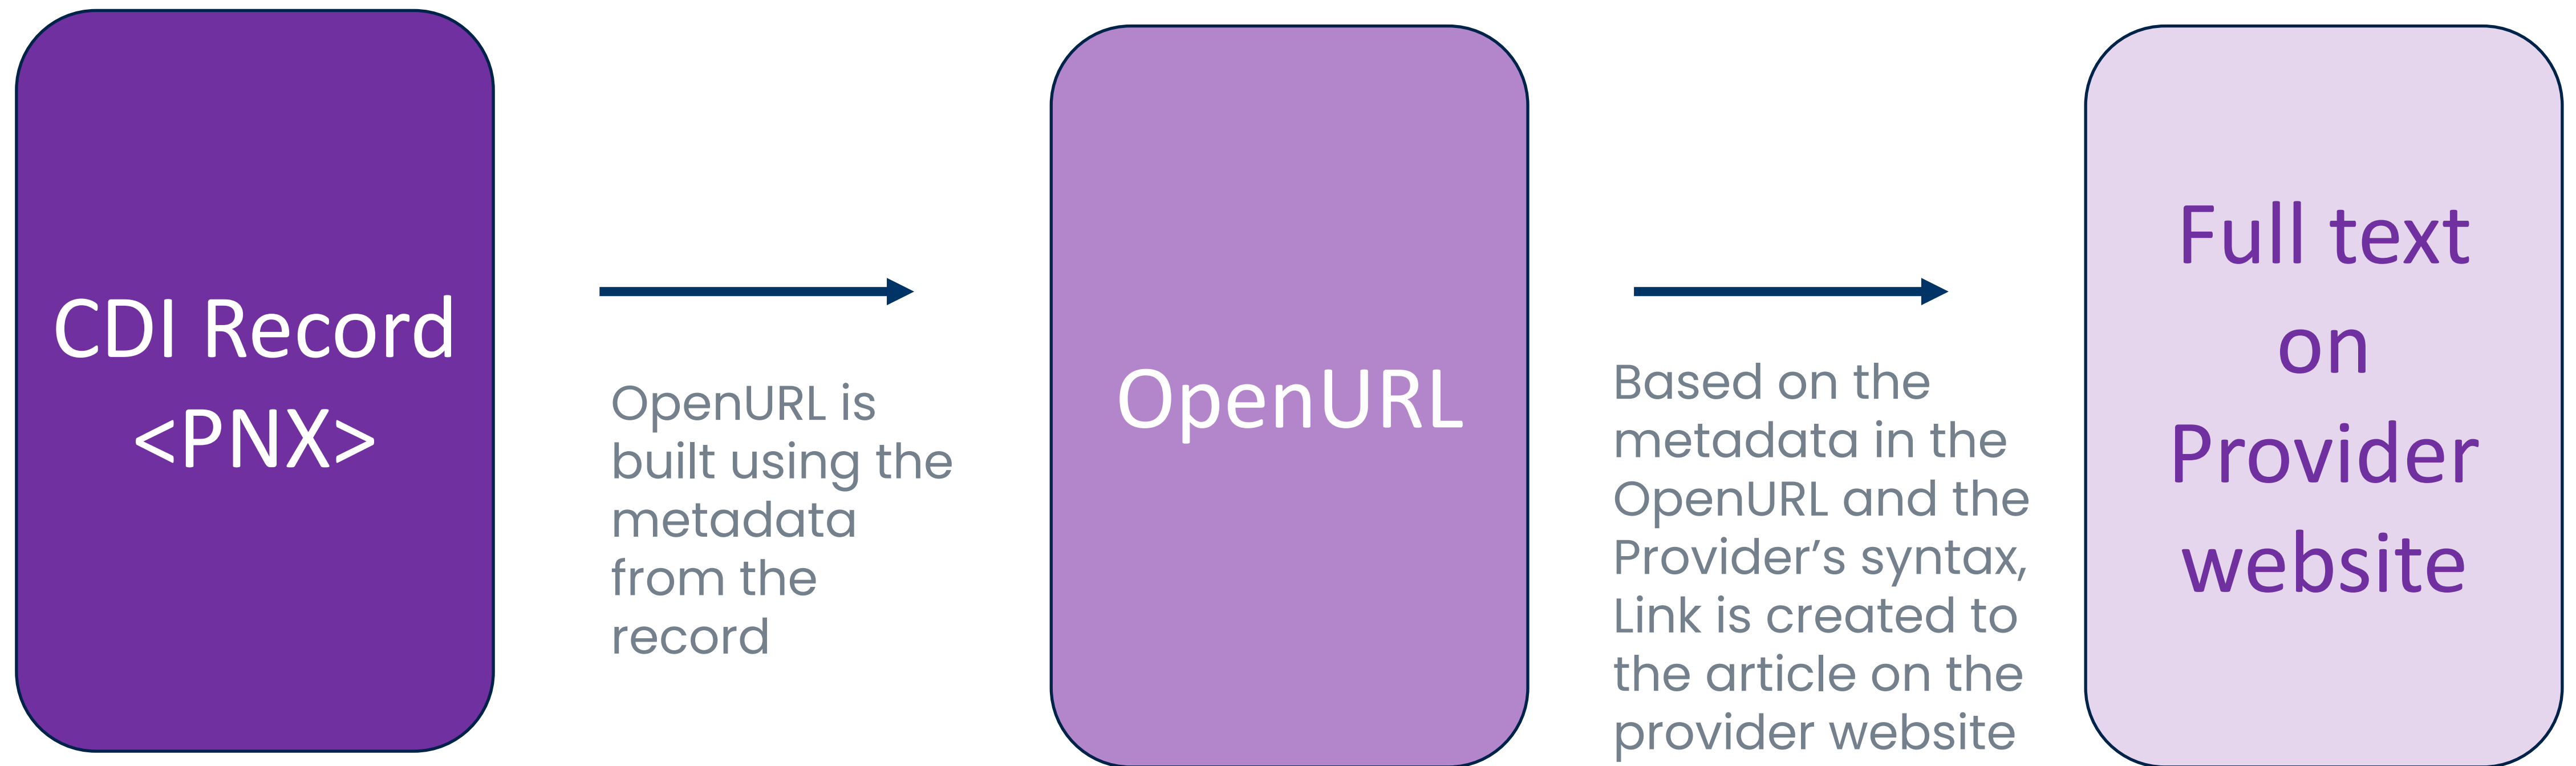 CDI Record
<PNX>
OpenURL is
built using the
metadata
from the
record
OpenURL
Based on the
metadata in the
OpenURL and the
Provider’s syntax,
Link is created to
the article on the
provider website
Full text
on
Provider
website